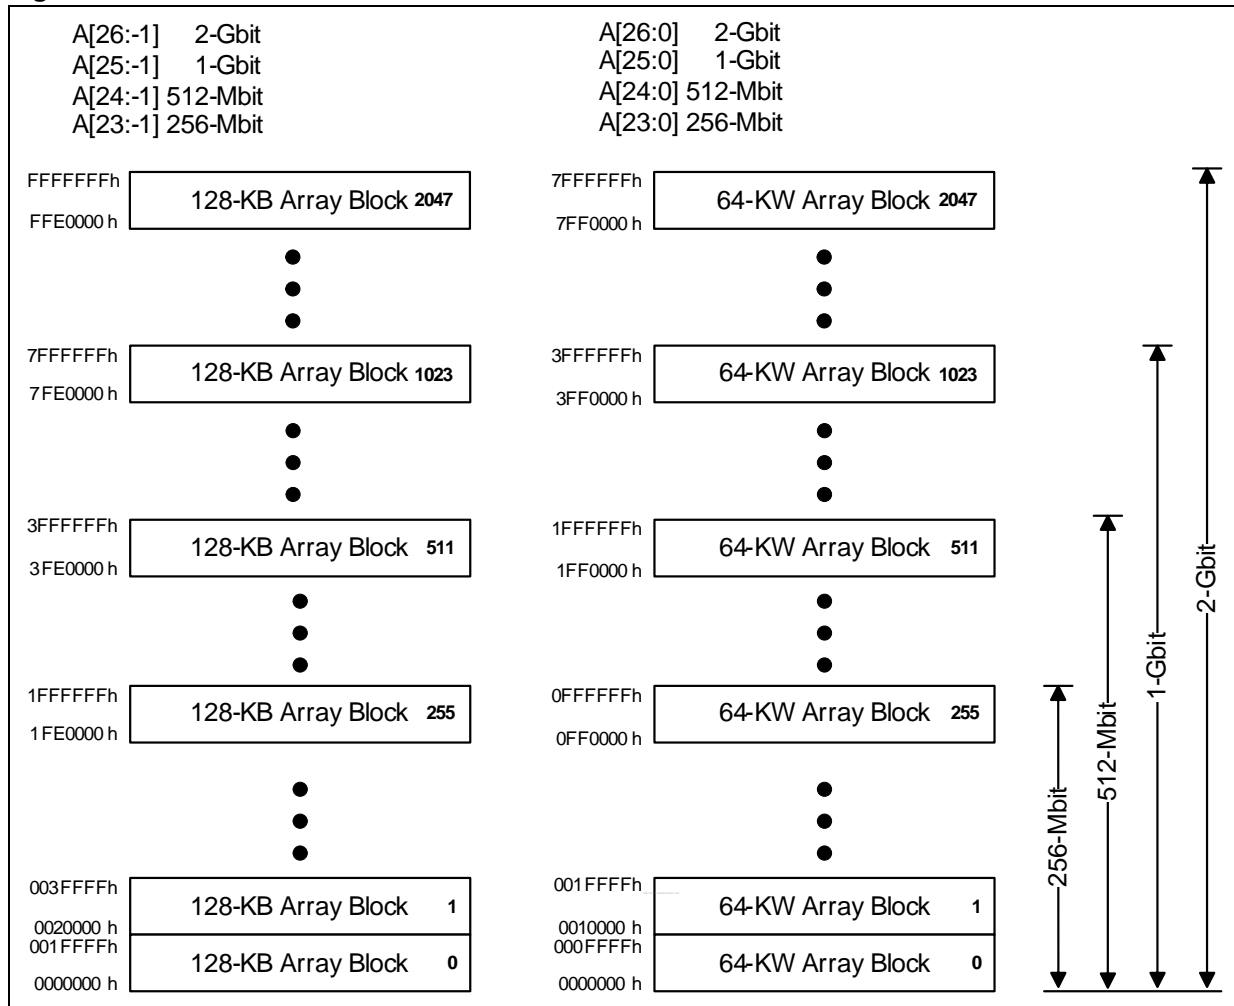 A[26:-1] 2-Gbit
A[25:-1] 1-Gbit
A[24:-1] 512-Mbit
A[23:-1] 256-Mbit
A[26:0] 2-Gbit
A[25:0] 1-Gbit
A[24:0] 512-Mbit
A[23:0] 256-Mbit
FFFFFFFh
128-KB Array Block 2047
FFE0000 h
7FFFFFFh
128-KB Array Block 1023
7FE0000 h
3FFFFFFh
128-KB Array Block 511
3FE0000 h
1FFFFFFh
128-KB Array Block 255
1FE0000 h
003FFFFh
128-KB Array Block 1
0020000 h
001FFFFh
128-KB Array Block 0
0000000 h
7FFFFFFh
64-KW Array Block 2047
7FF0000 h
3FFFFFFh
64-KW Array Block 1023
3FF0000 h
1FFFFFFh
64-KW Array Block 511
1FF0000 h
0FFFFFFh
64-KW Array Block 255
0FF0000 h
001FFFFh
64-KW Array Block 1
0010000 h
000FFFFh
64-KW Array Block 0
0000000 h
256-Mbit
512-Mbit
1-Gbit
2-Gbit